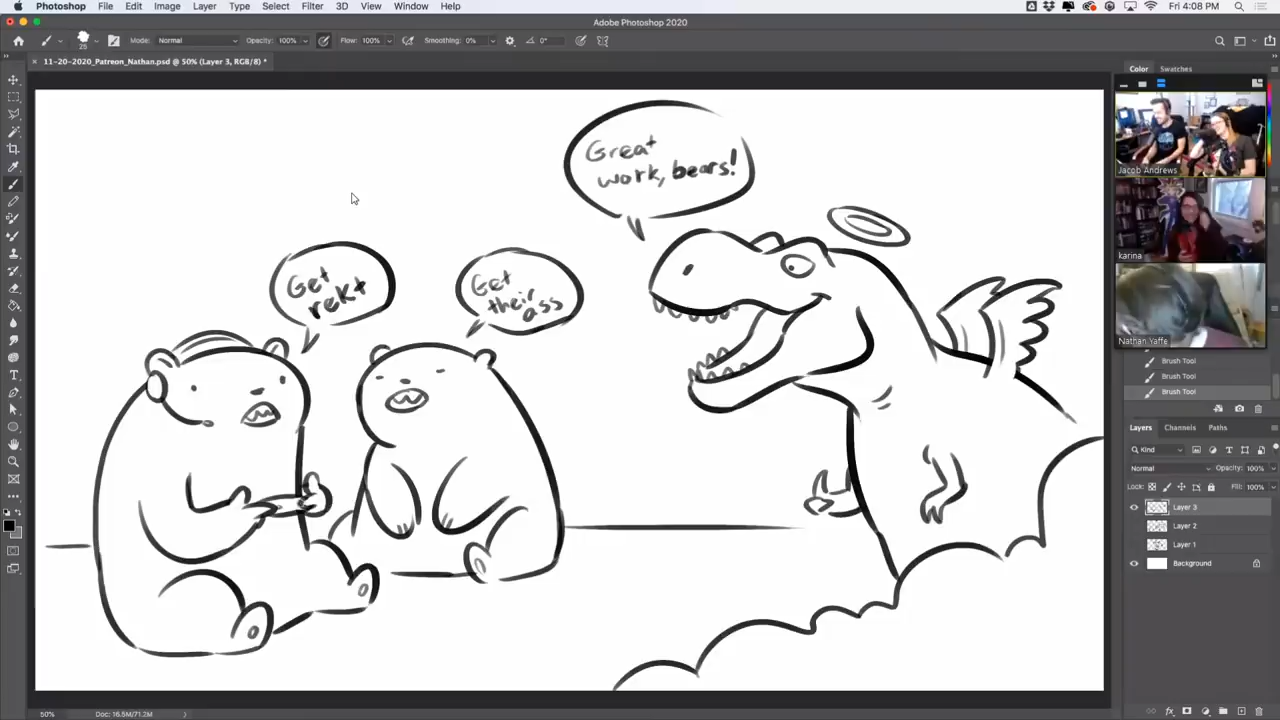 Photoshop File Edit Image Layer Type Select Filter 3D View Window Help
Fri 4:08 PM
Adobe Photoshop 2020
25
Mode: Normal Opacity: 100% Flow: 100% Smoothing: 0% 0°
11-20-2020_Patreon_Nathan.psd @ 50% (Layer 3, RGB/8) *
Color Swatches
Great
work, bears!
Get
rekt
Get
their
ass
Jacob Andrews
karina
Nathan Yaffe
Brush Tool
Brush Tool
Brush Tool
Layers Channels Paths
Kind
Normal Opacity: 100%
Lock: Fill: 100%
Layer 3
Layer 2
Layer 1
Background
50% Doc: 16.5M/71.2M